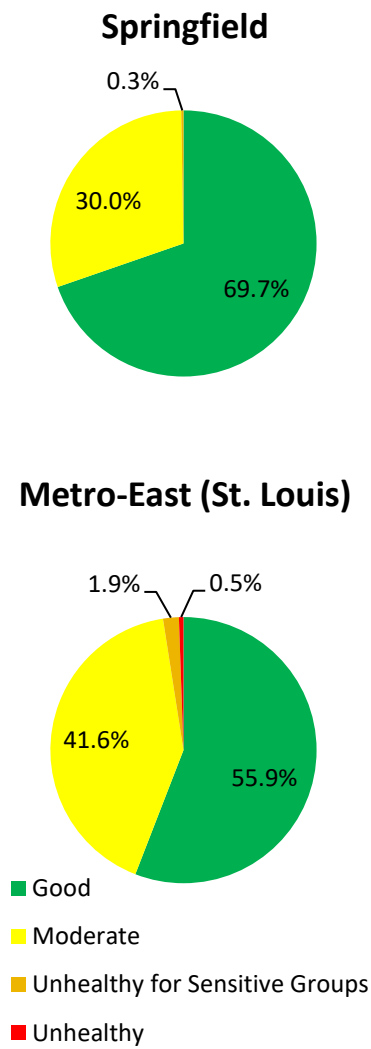 Springfield
0.3%
30.0%
69.7%
Metro-East (St. Louis)
1.9%
0.5%
41.6%
55.9%
Good
Moderate
Unhealthy for Sensitive Groups
Unhealthy